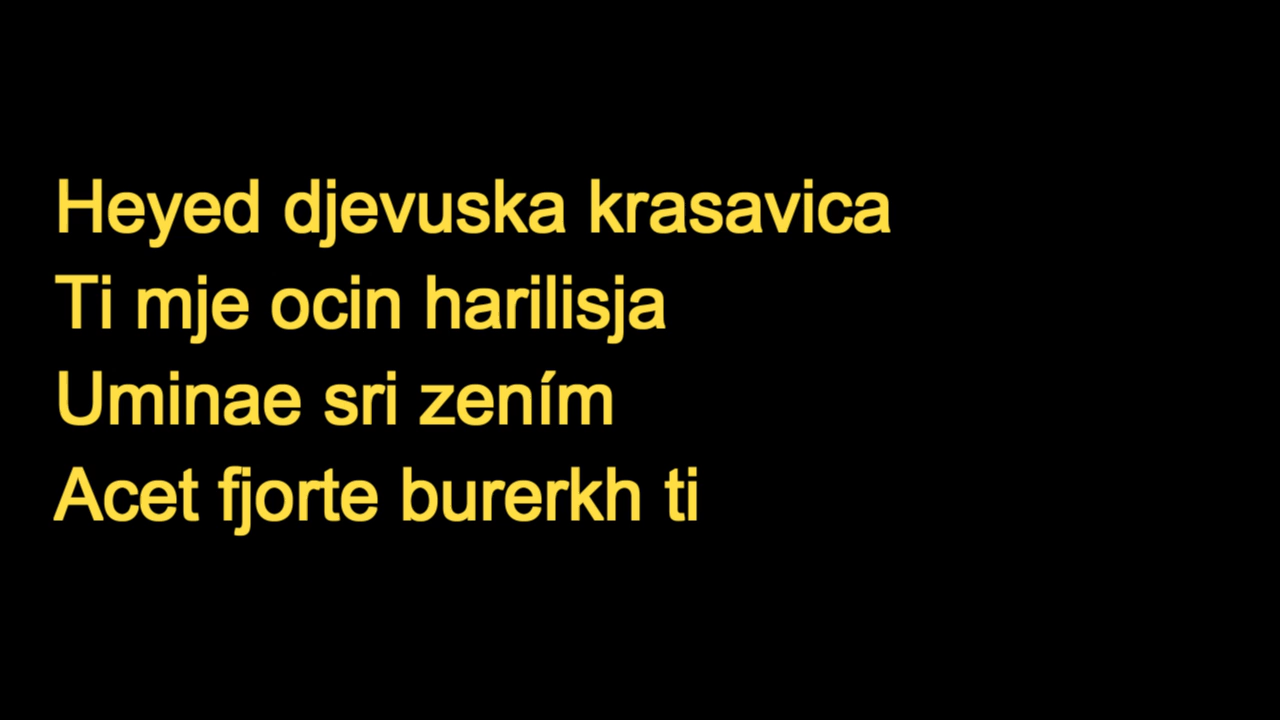 Heyed djevuska krasavica
Ti mje ocin harilisja
Uminae sri zením
Acet fjorte burerkh ti